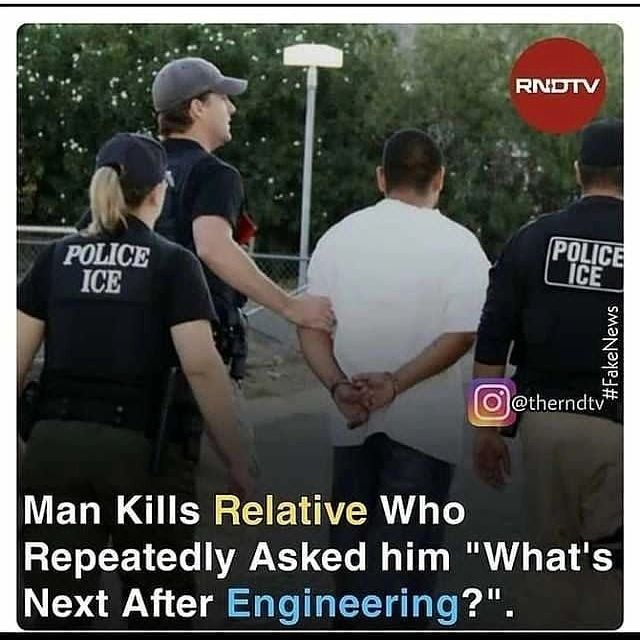 RNDTV
POLICE
ICE
POLICE
ICE
#FakeNews
@therndtv
Man Kills Relative Who
Repeatedly Asked him "What's
Next After Engineering?".